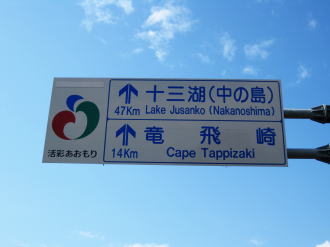 十三湖(中の島)
47Km Lake Jusanko(Nakanoshima)
竜飛崎
14Km Cape Tappizaki
活彩あおもり